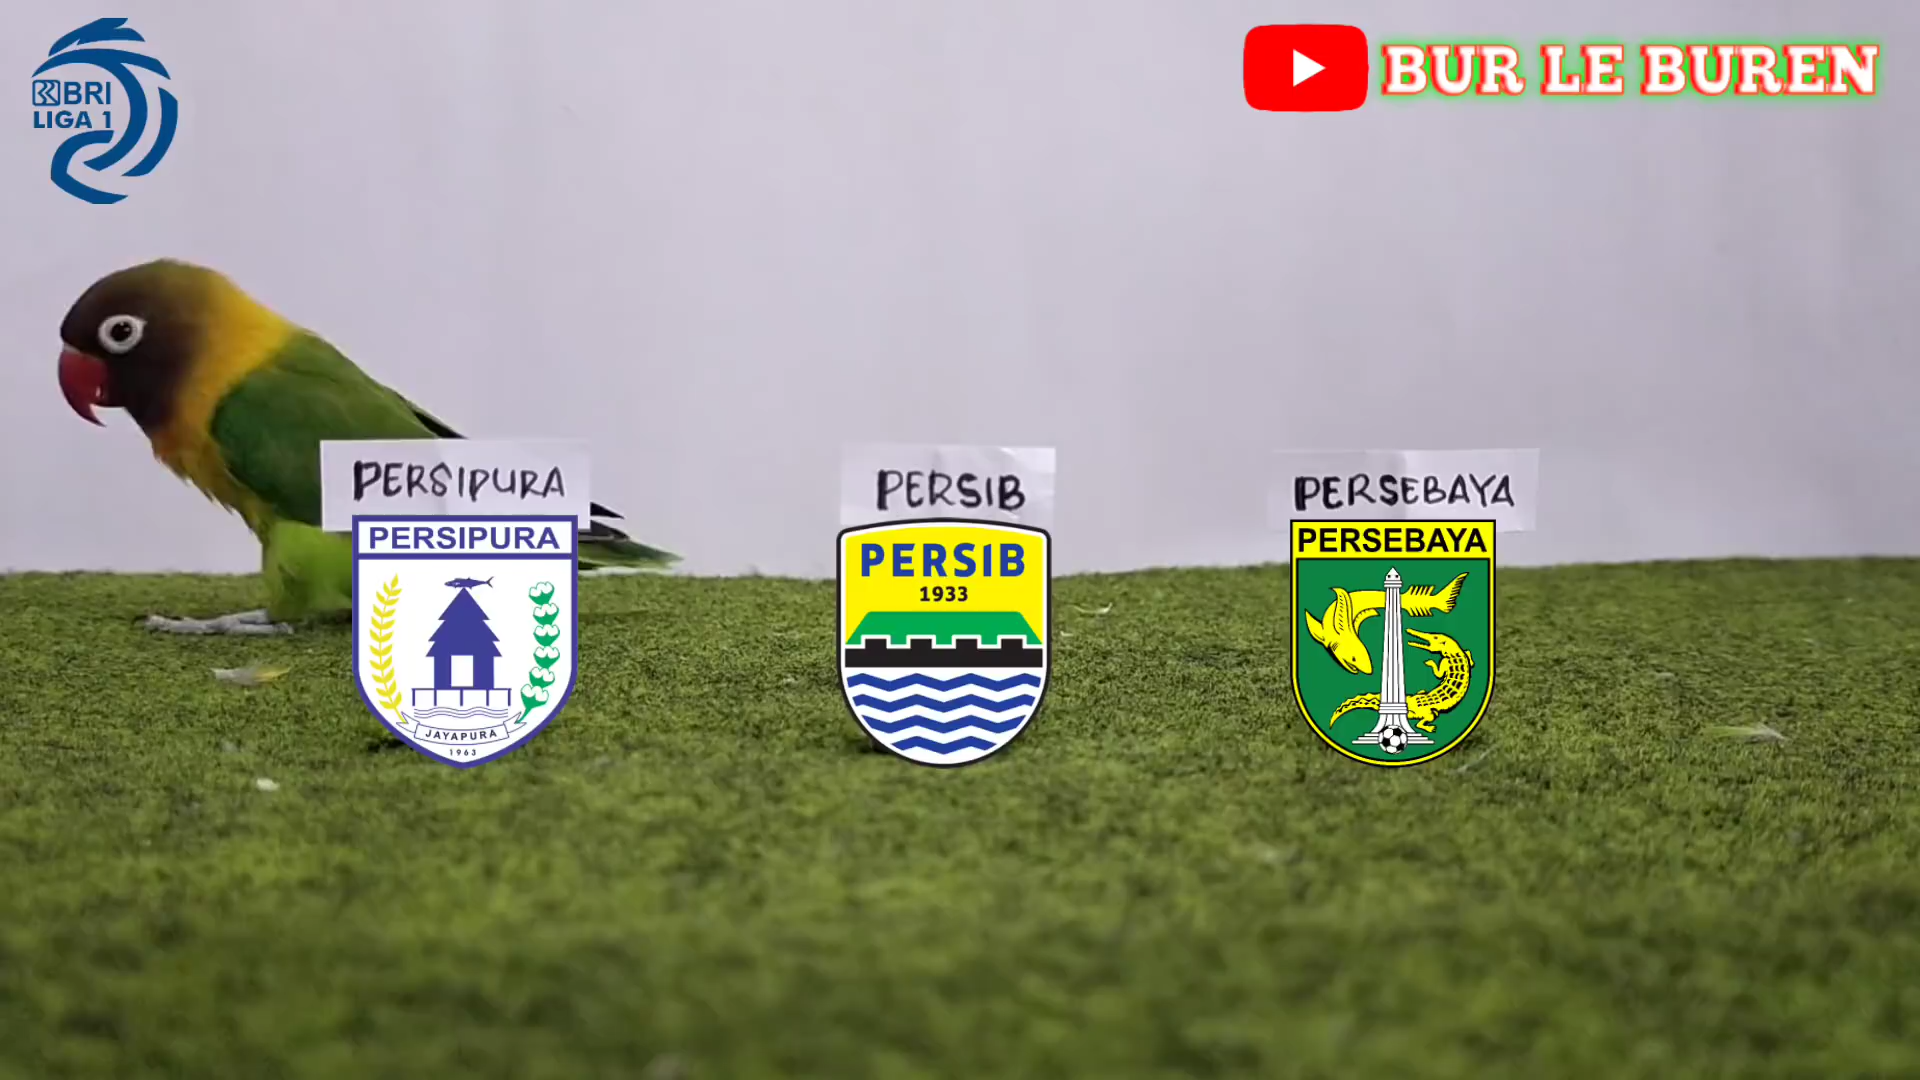 BRI
LIGA 1
BUR LE BUREN
PERSIPURA
PERSIB
PERSEBAYA
PERSIPURA
JAYAPURA
1963
PERSIB
1933
PERSEBAYA